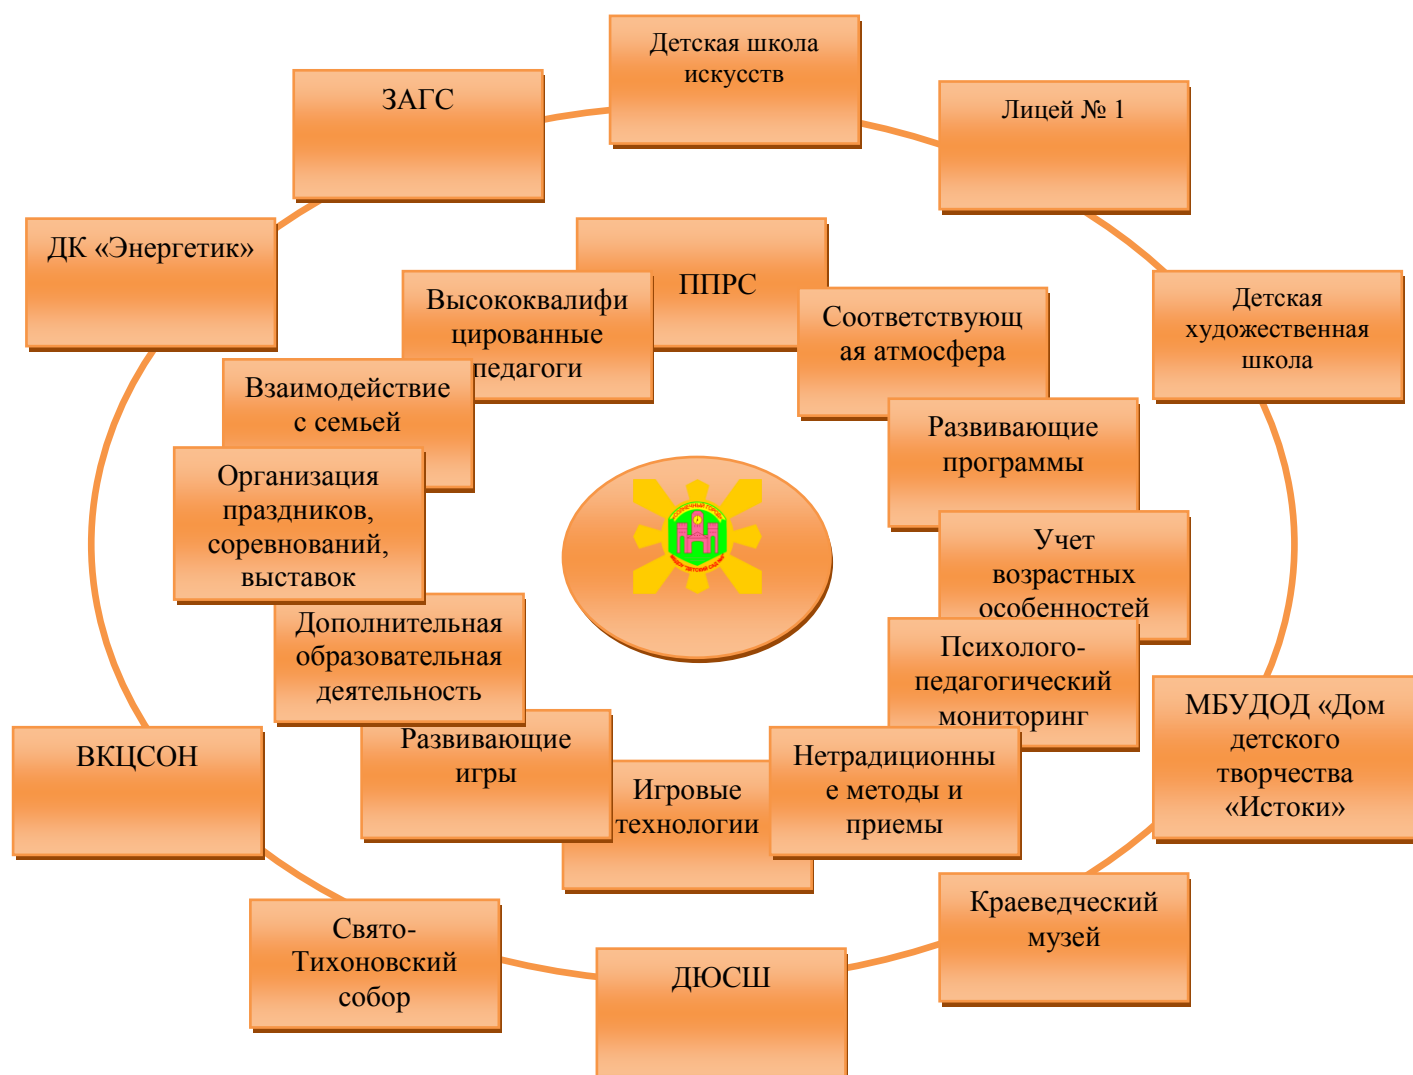 Детская школа
искусств
ЗАГС
Лицей № 1
ДК «Энергетик»
ППРС
Высококвалифи
цированные
педагоги
Соответствующ
ая атмосфера
Детская
художественная
школа
Взаимодействие
с семьей
Развивающие
программы
Организация
праздников,
соревнований,
выставок
Учет
возрастных
особенностей
Дополнительная
образовательная
деятельность
Психолого-
педагогический
мониторинг
МБУДОД «Дом
детского
творчества
«Истоки»
ВКЦСОН
Развивающие
игры
Игровые
технологии
Нетрадиционны
е методы и
приемы
Краеведческий
музей
Свято-
Тихоновский
собор
ДЮСШ